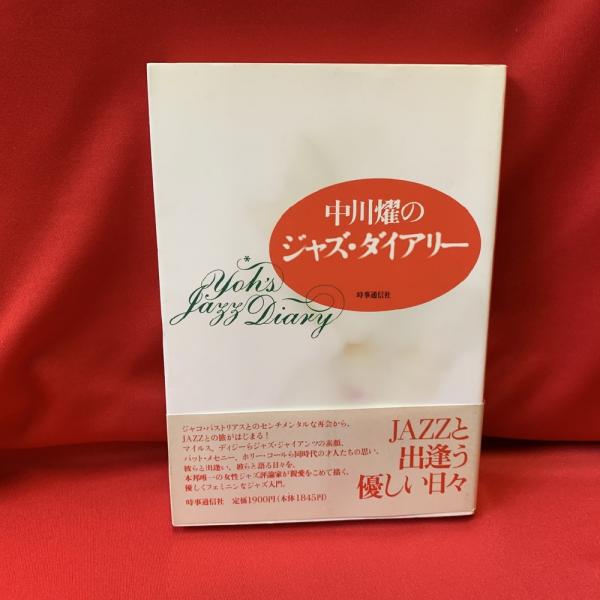 中川燿の
ジャズ・ダイアリー
Yoh's
Jazz Diary
時事通信社
ジャコ・パストリアスとのセンチメンタルな再会から、
JAZZとの旅がはじまる！
マイルス、ディジーらジャズ・ジャイアンツの素顔、
パット・メセニー、ホリー・コールら同時代の才人たちの思い。
彼らと出逢い、彼らと語る日々を、
本邦唯一の女性ジャズ評論家が親愛をこめて描く、
優しくフェミニンなジャズ入門。
時事通信社 定価1900円(本体1845円)
JAZZと
出逢う
優しい日々